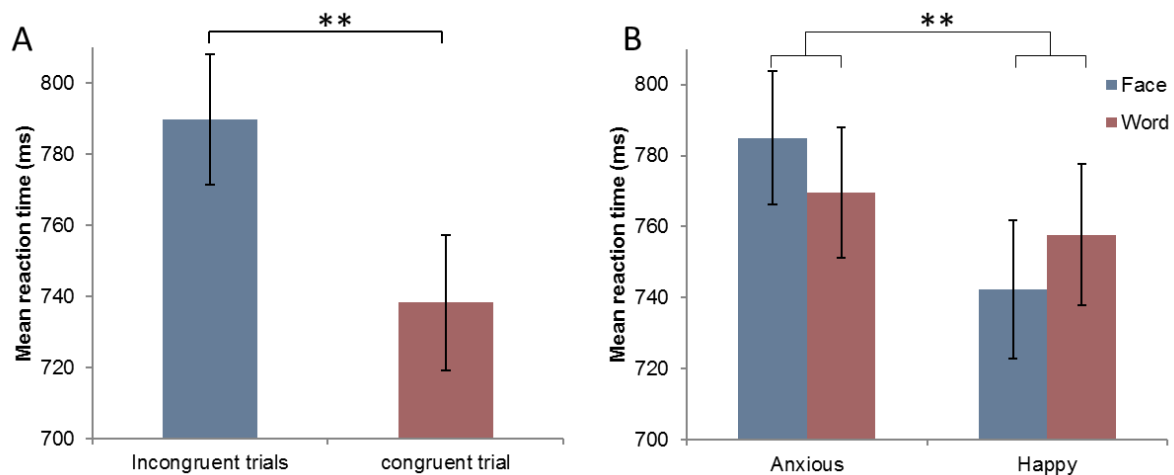 A
**
Mean reaction time (ms)
800
780
760
740
720
700
Incongruent trials
congruent trial
B
**
Face
Word
Mean reaction time (ms)
800
780
760
740
720
700
Anxious
Happy